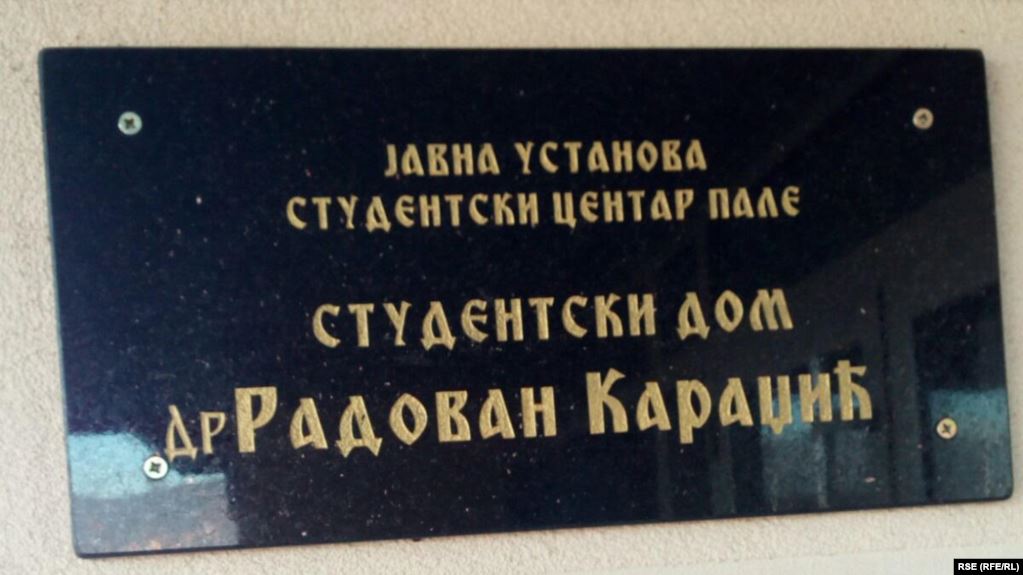 ЈАВНА УСТАНОВА
СТУДЕНТСКИ ЦЕНТАР ПАЛЕ
СТУДЕНТСКИ ДОМ
ДР РАДОВАН КАРАЏИЋ
RSE (RFE/RL)